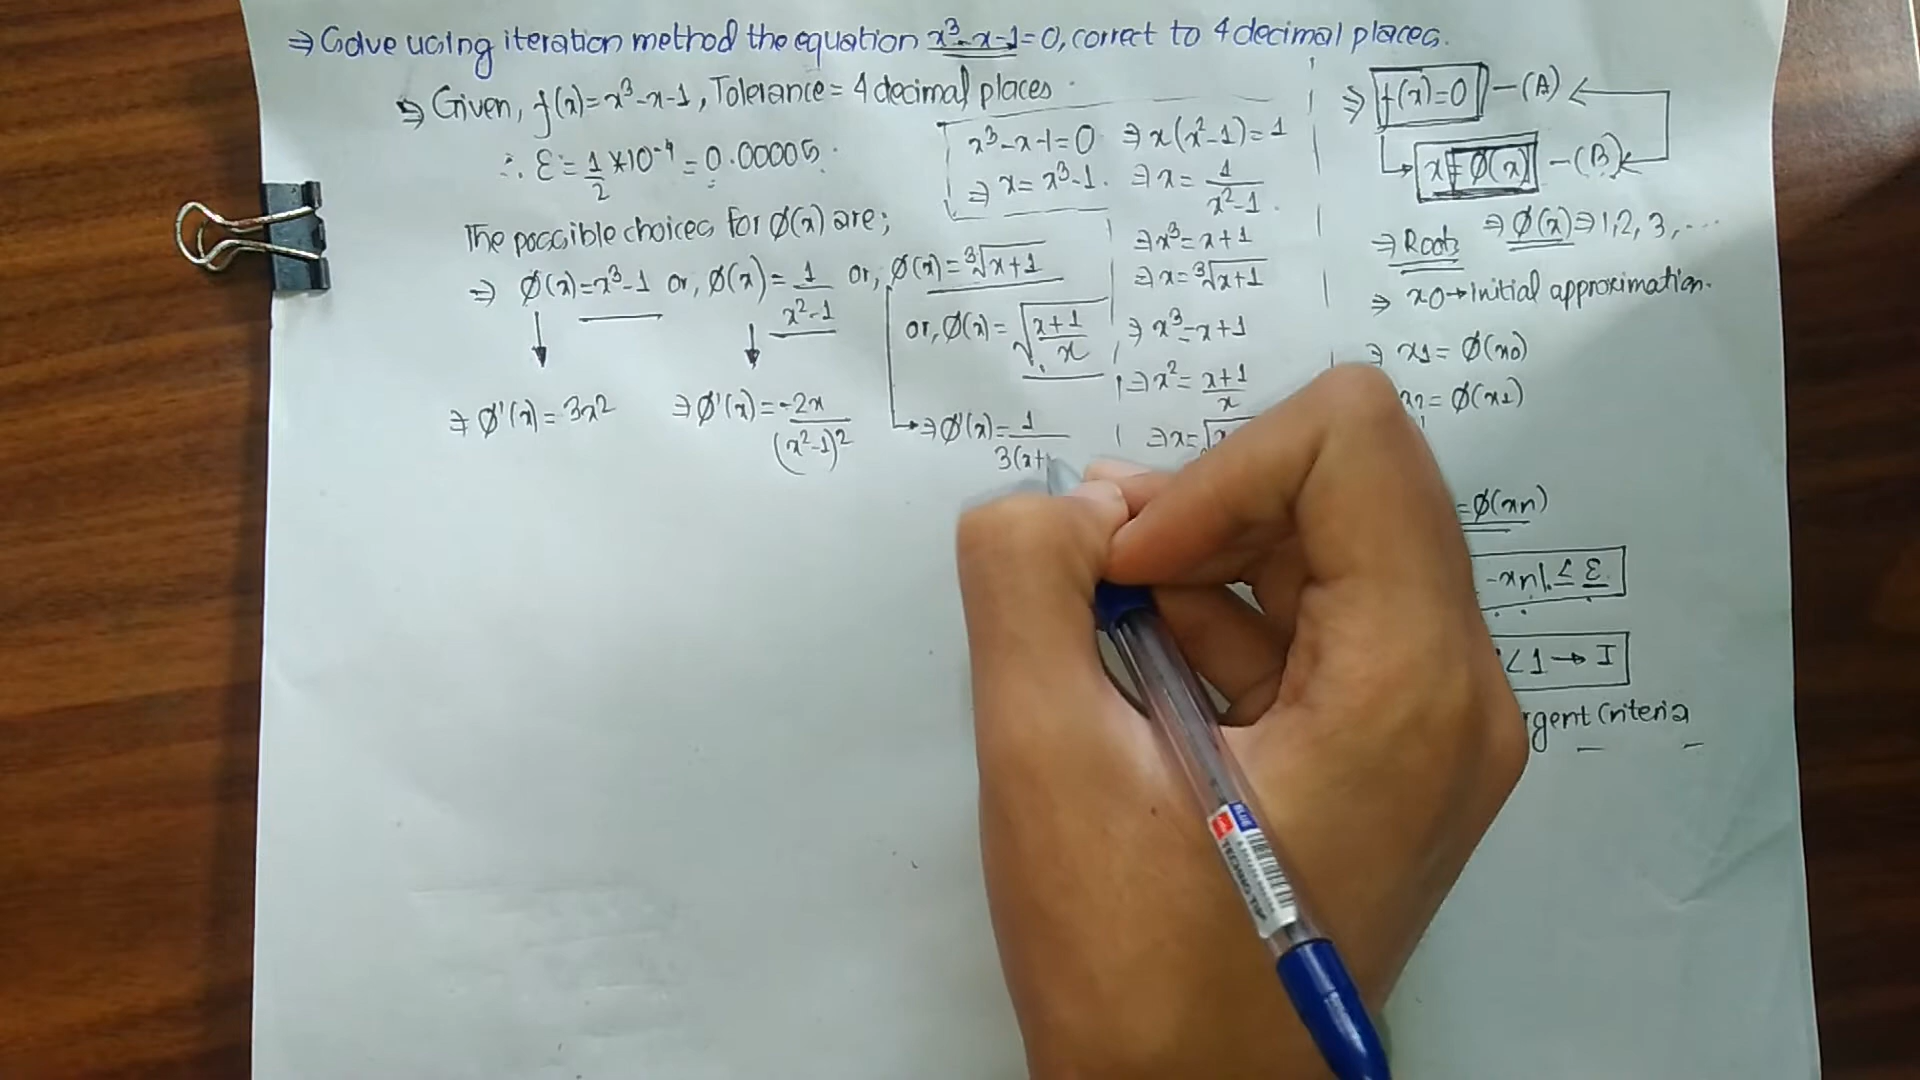 ⇒ Solve using iteration method the equation x³-x-1=0, correct to 4 decimal places.
⇒ Given, f(x)=x³-x-1, Tolerance = 4 decimal places.
∴ ε = 1/2 × 10⁻⁴ = 0.00005.
The possible choices for φ(x) are;
⇒ φ(x)=x³-1 or, φ(x)=1/(x²-1) or, φ(x)=∛(x+1)
or, φ(x)=√((x+1)/x)
⇒ φ'(x)=3x²
⇒ φ'(x)=-2x/(x²-1)²
⇒ φ'(x)=1/3(x+
x³-x-1=0 ⇒ x(x²-1)=1
⇒ x=x³-1. ⇒ x=1/(x²-1).
⇒ x³=x+1
⇒ x=∛(x+1)
⇒ x³=x+1
⇒ x²=(x+1)/x
⇒ x=√
⇒ f(x)=0 -(A)
x=φ(x) -(B)
⇒ Roots ⇒ φ(x)⇒1,2,3,...
⇒ x0→initial approximation.
⇒ x1=φ(x0)
x2=φ(x1)
=φ(xn)
-xn|≤ε
<1→I
gent Criteria
BLUE
TECHNO TIP